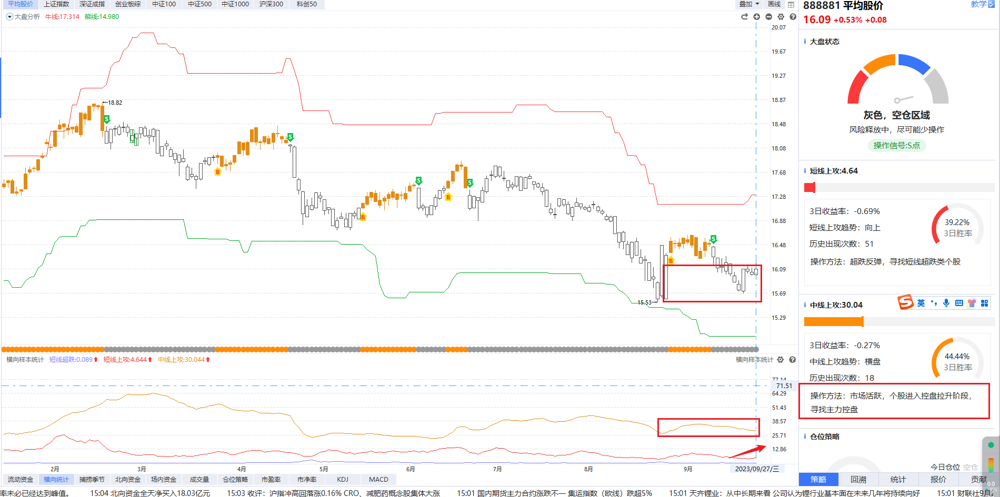 平均股价 上证指数 深证成指 创业板综 中证100 中证500 中证1000 沪深300 科创50 叠加 画线
大盘分析 牛线:17.314 熊线:14.980
20.07
19.67
19.27
18.87
18.48
18.08
17.68
17.28
16.88
16.48
16.09
15.69
15.29
18.82
S
S
B
S
S
B
B
S
B
15.53
横向样本统计 短线超跌:0.089 短线上攻:4.644 中线上攻:30.044
横向样本统计
77.14
71.51
64.29
51.43
38.57
25.71
12.86
2月 3月 4月 5月 6月 7月 8月 9月 2023/09/27/三
流动资金 横向统计 捕捞季节 北向资金 场内资金 成交量 仓位策略 市盈率 市净率 KDJ MACD
率未必已经达到峰值。 15:04 北向资金全天净买入18.03亿元 15:03 收评：沪指冲高回落涨0.16% CRO、减肥药概念股集体大涨 15:01 国内期货主力合约涨跌不一 集运指数（欧线）跌超5% 15:01 天齐锂业：从中长期来看 公司认为锂行业基本面在未来几年将持续向好 15:01 财联社9月2
888881 平均股价
教学
16.09 +0.53% +0.08
大盘状态
灰色，空仓区域
风险释放中，尽可能少操作
操作信号:S点
短线上攻:4.64
3日收益率：-0.69%
短线上攻趋势：向上
历史出现次数：51
39.22%
3日胜率
操作方法：超跌反弹，寻找短线超跌类个股
中线上攻:30.04
S 英
3日收益率：-0.27%
中线上攻趋势：横盘
历史出现次数：18
44.44%
3日胜率
操作方法：市场活跃，个股进入控盘拉升阶段，
寻找主力控盘
仓位策略
今日仓位 空仓
策略 回溯 统计 报价 贡献
0.0